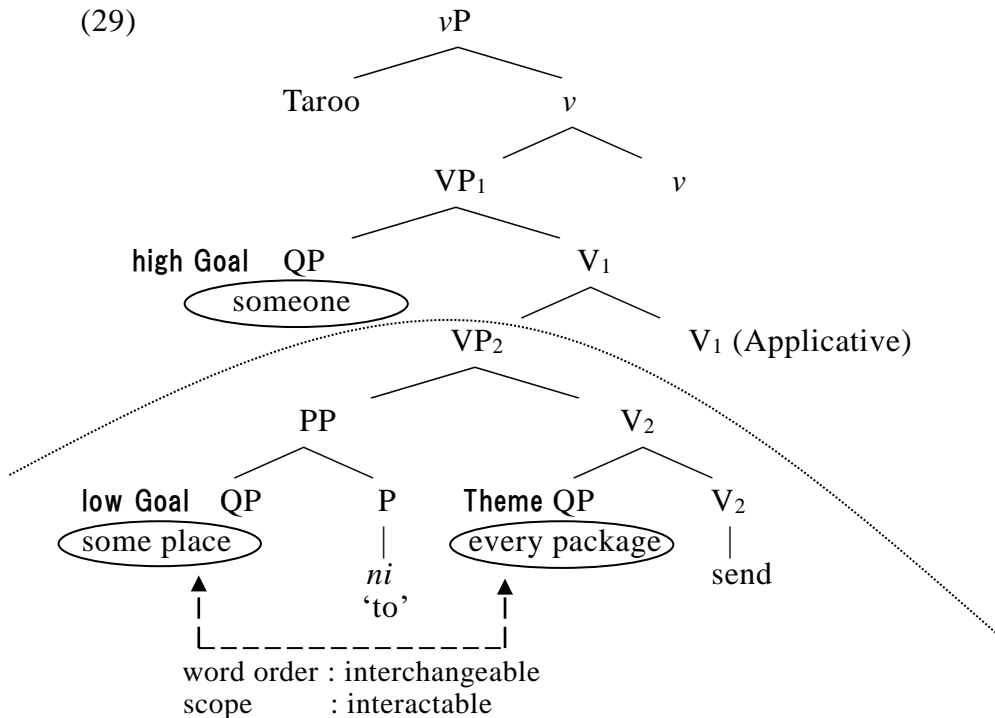 (29) vP
Taroo v
VP₁ v
high Goal QP V₁
someone
VP₂ V₁ (Applicative)
PP V₂
low Goal QP P Theme QP V₂
some place every package
ni send
‘to’
word order : interchangeable
scope : interactable